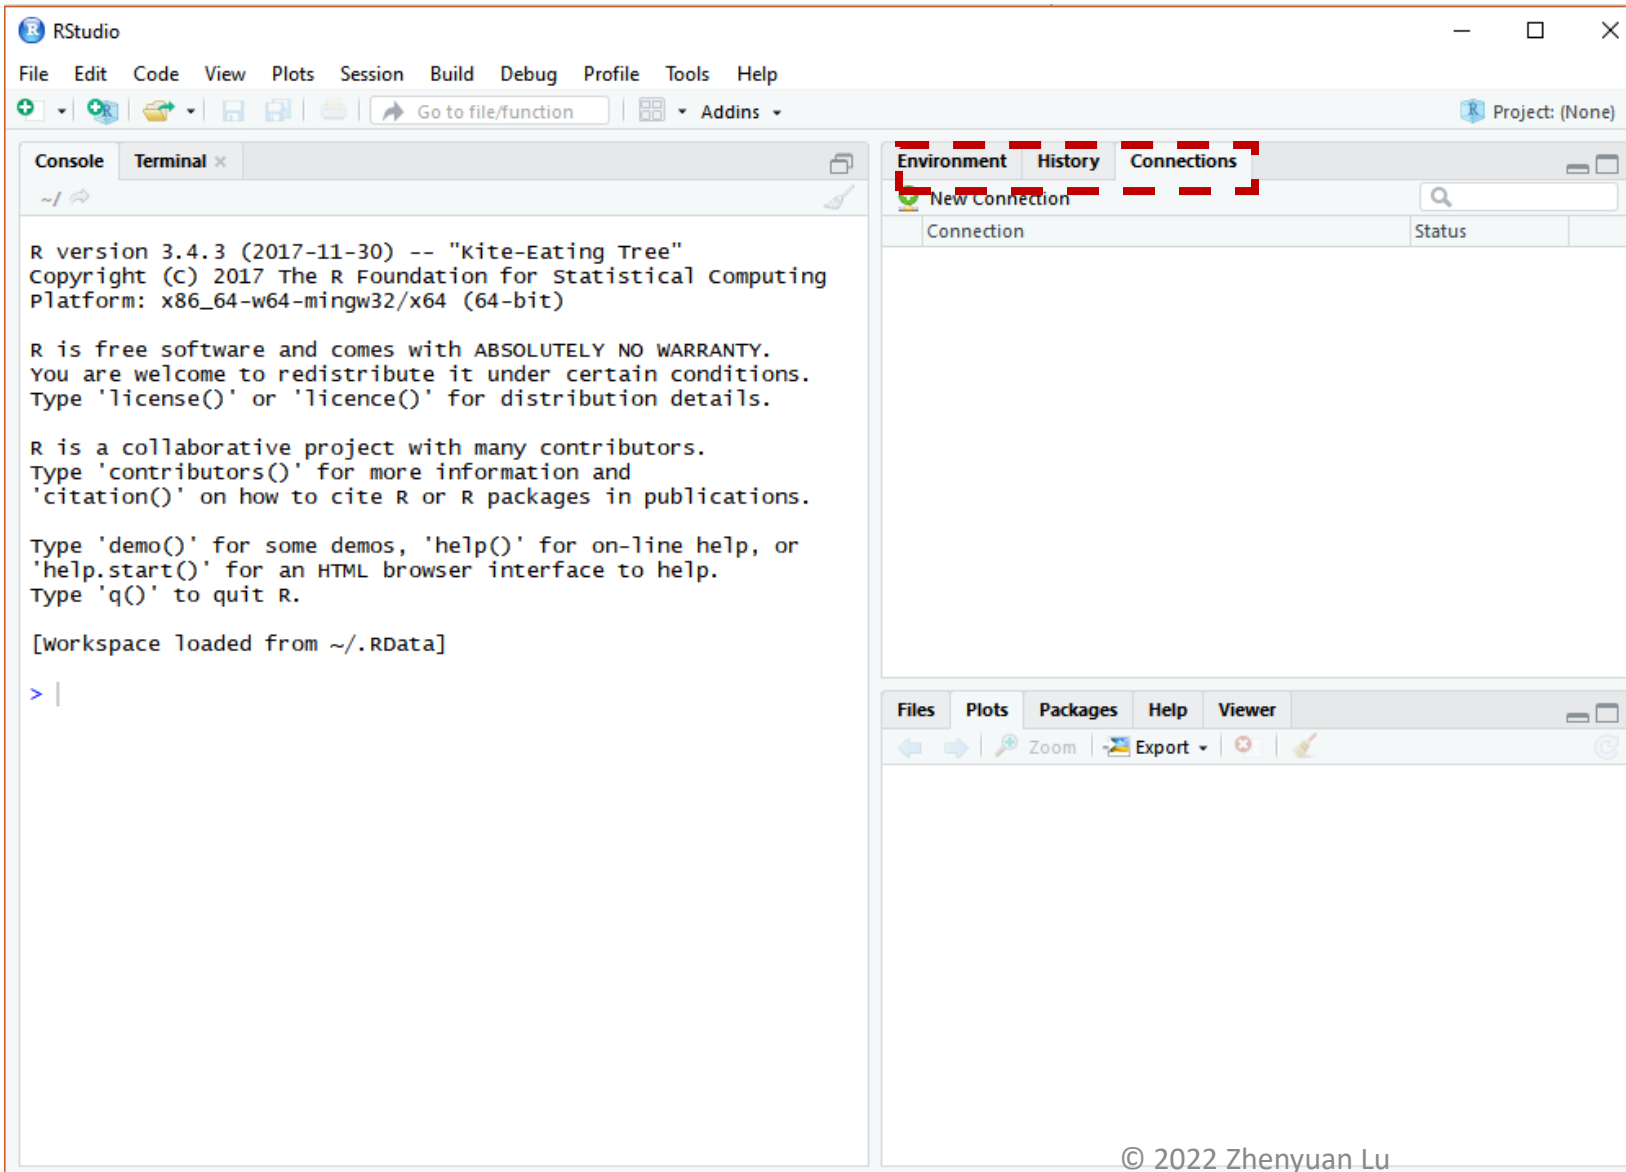 RStudio
File Edit Code View Plots Session Build Debug Profile Tools Help
Go to file/function Addins Project: (None)
Console Terminal
~/
R version 3.4.3 (2017-11-30) -- "Kite-Eating Tree"
Copyright (C) 2017 The R Foundation for Statistical Computing
Platform: x86_64-w64-mingw32/x64 (64-bit)
R is free software and comes with ABSOLUTELY NO WARRANTY.
You are welcome to redistribute it under certain conditions.
Type 'license()' or 'licence()' for distribution details.
R is a collaborative project with many contributors.
Type 'contributors()' for more information and
'citation()' on how to cite R or R packages in publications.
Type 'demo()' for some demos, 'help()' for on-line help, or
'help.start()' for an HTML browser interface to help.
Type 'q()' to quit R.
[Workspace loaded from ~/.RData]
>
Environment History Connections
New Connection
Connection Status
Files Plots Packages Help Viewer
Zoom Export
© 2022 Zhenyuan Lu